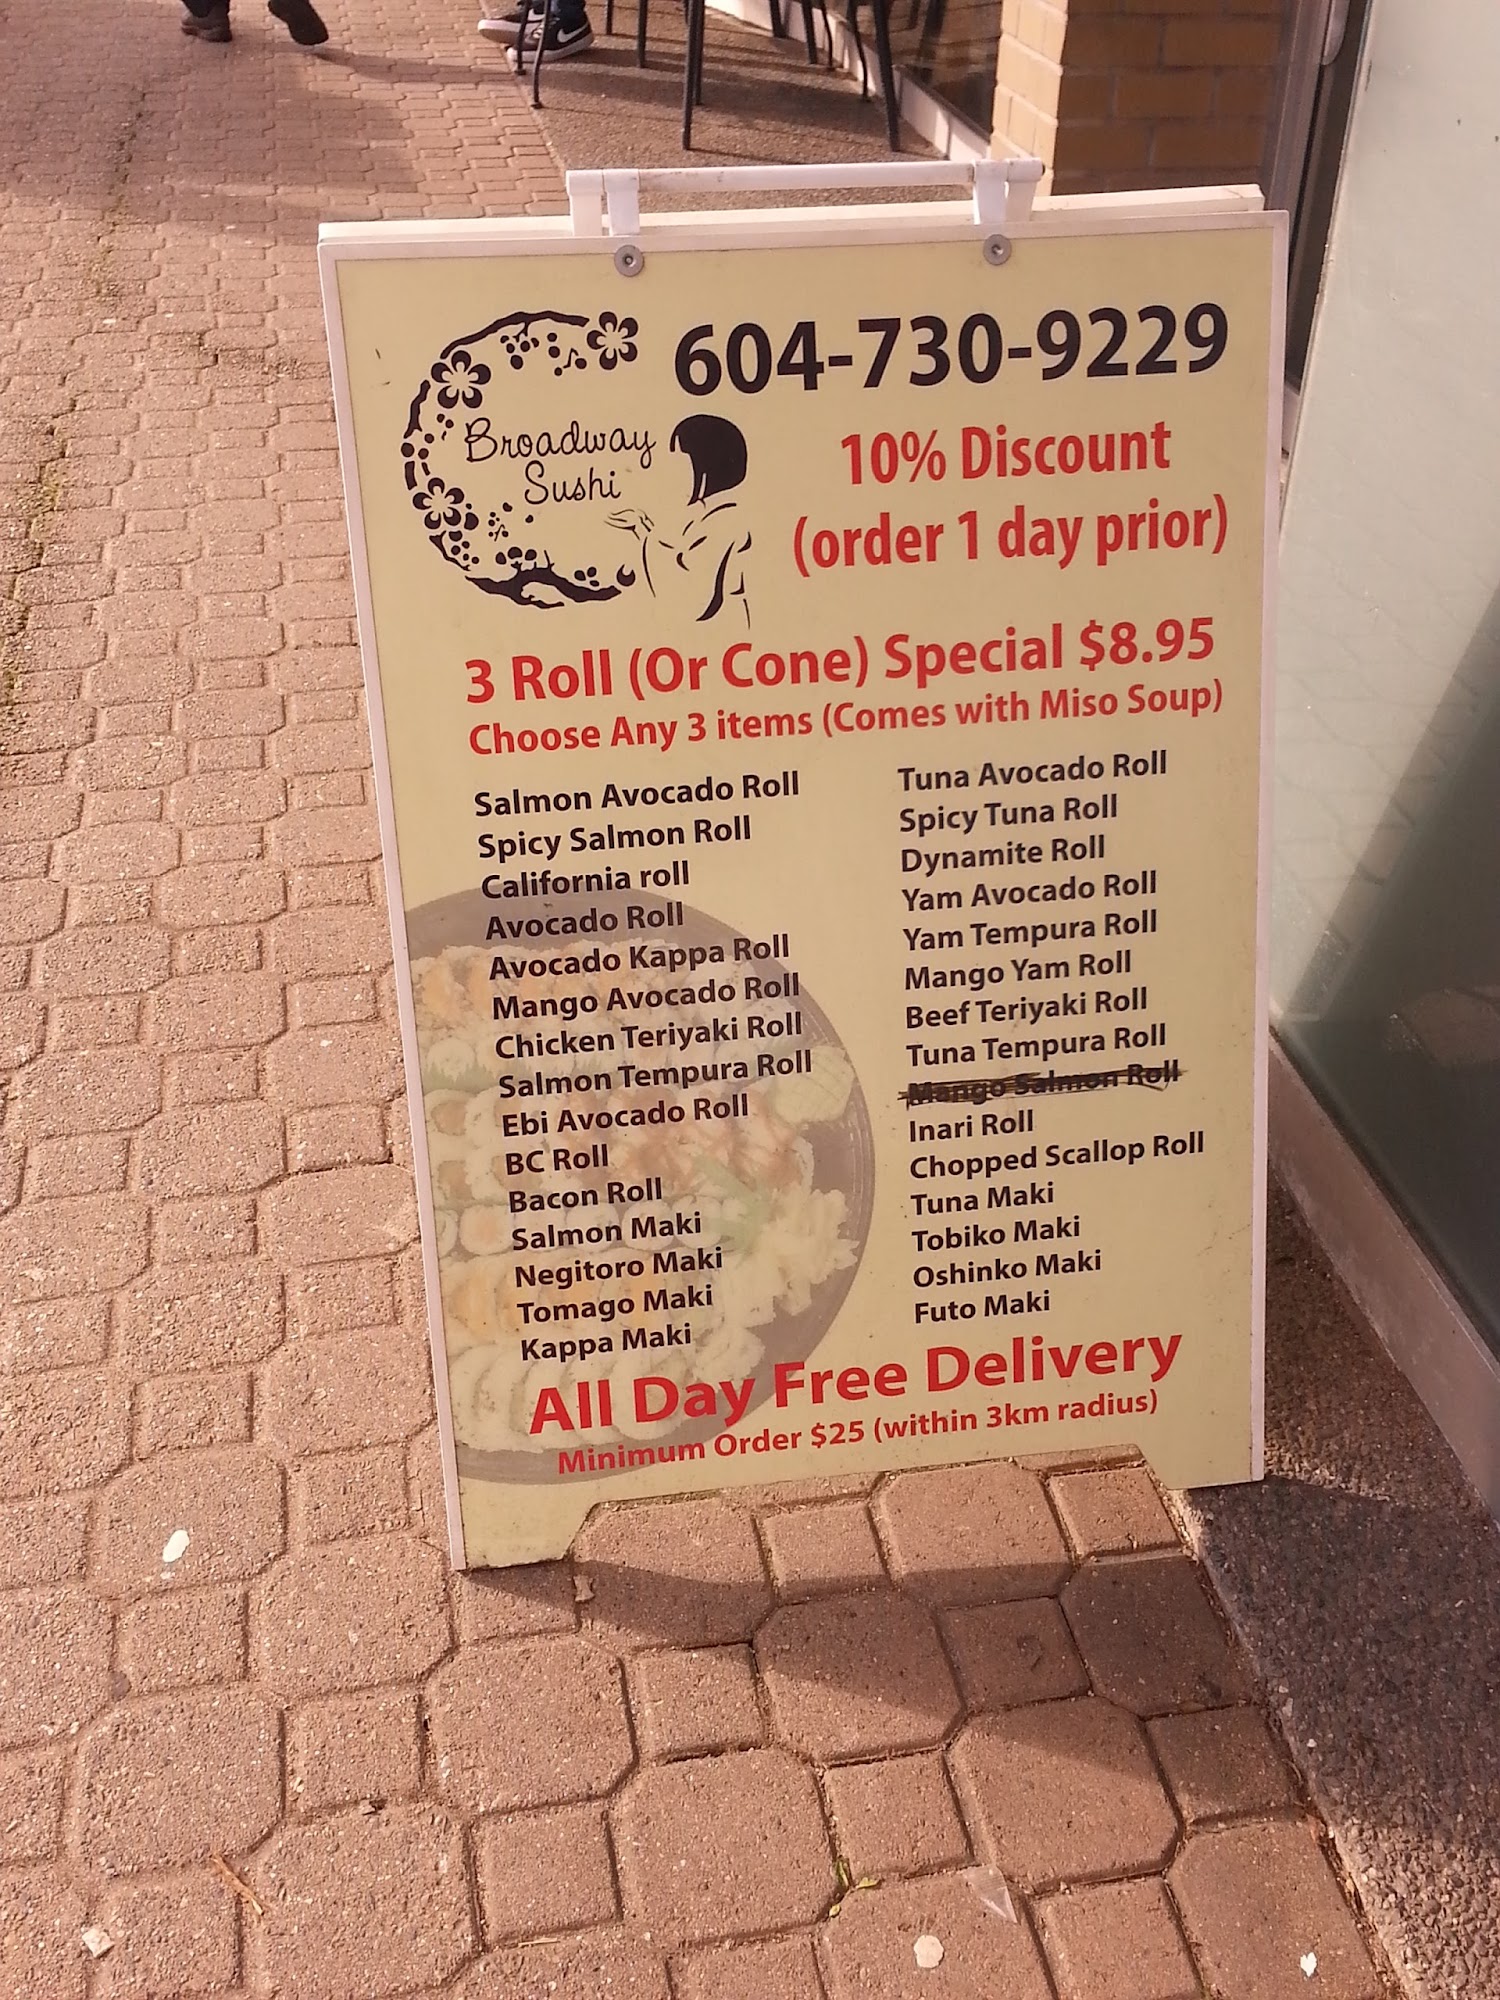 Broadway
Sushi
604-730-9229
10% Discount
(order 1 day prior)
3 Roll (Or Cone) Special $8.95
Choose Any 3 items (Comes with Miso Soup)
Salmon Avocado Roll
Spicy Salmon Roll
California roll
Avocado Roll
Avocado Kappa Roll
Mango Avocado Roll
Chicken Teriyaki Roll
Salmon Tempura Roll
Ebi Avocado Roll
BC Roll
Bacon Roll
Salmon Maki
Negitoro Maki
Tomago Maki
Kappa Maki
Tuna Avocado Roll
Spicy Tuna Roll
Dynamite Roll
Yam Avocado Roll
Yam Tempura Roll
Mango Yam Roll
Beef Teriyaki Roll
Tuna Tempura Roll
Mango Salmon Roll
Inari Roll
Chopped Scallop Roll
Tuna Maki
Tobiko Maki
Oshinko Maki
Futo Maki
All Day Free Delivery
Minimum Order $25 (within 3km radius)